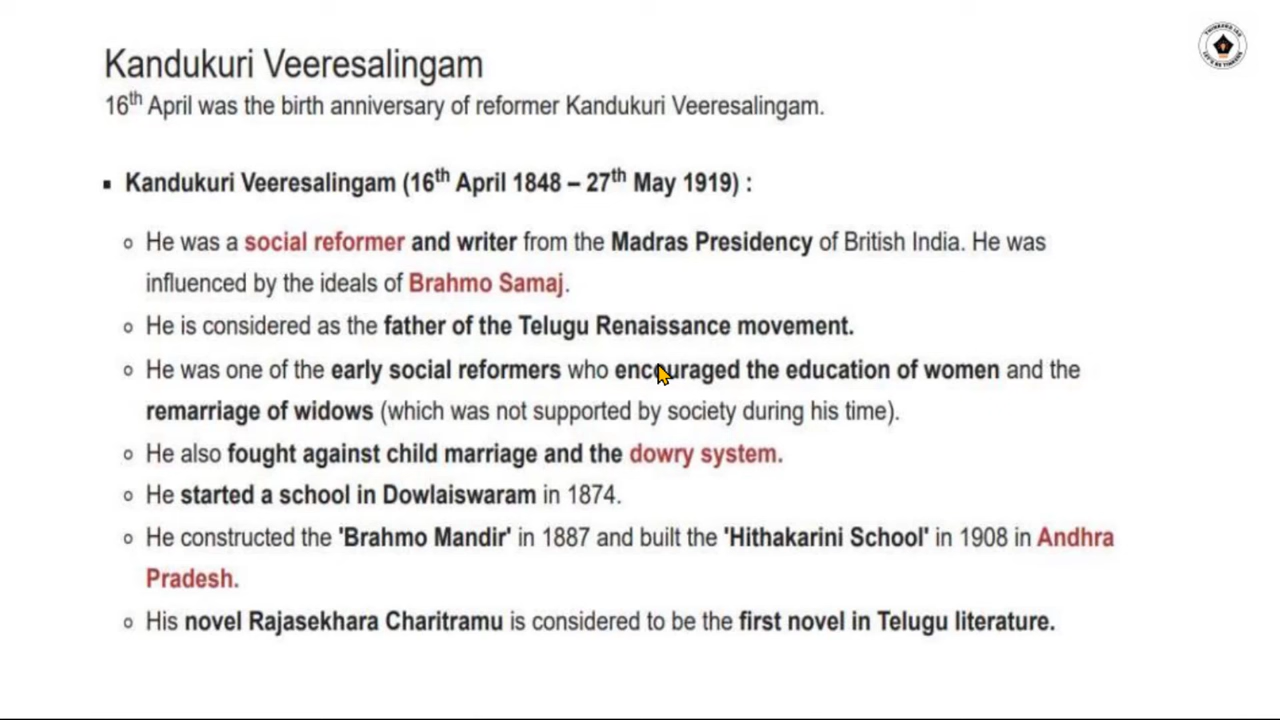 Kandukuri Veeresalingam
16th April was the birth anniversary of reformer Kandukuri Veeresalingam.
▪ Kandukuri Veeresalingam (16th April 1848 – 27th May 1919) :
o He was a social reformer and writer from the Madras Presidency of British India. He was
influenced by the ideals of Brahmo Samaj.
o He is considered as the father of the Telugu Renaissance movement.
o He was one of the early social reformers who encouraged the education of women and the
remarriage of widows (which was not supported by society during his time).
o He also fought against child marriage and the dowry system.
o He started a school in Dowlaiswaram in 1874.
o He constructed the 'Brahmo Mandir' in 1887 and built the 'Hithakarini School' in 1908 in Andhra
Pradesh.
o His novel Rajasekhara Charitramu is considered to be the first novel in Telugu literature.